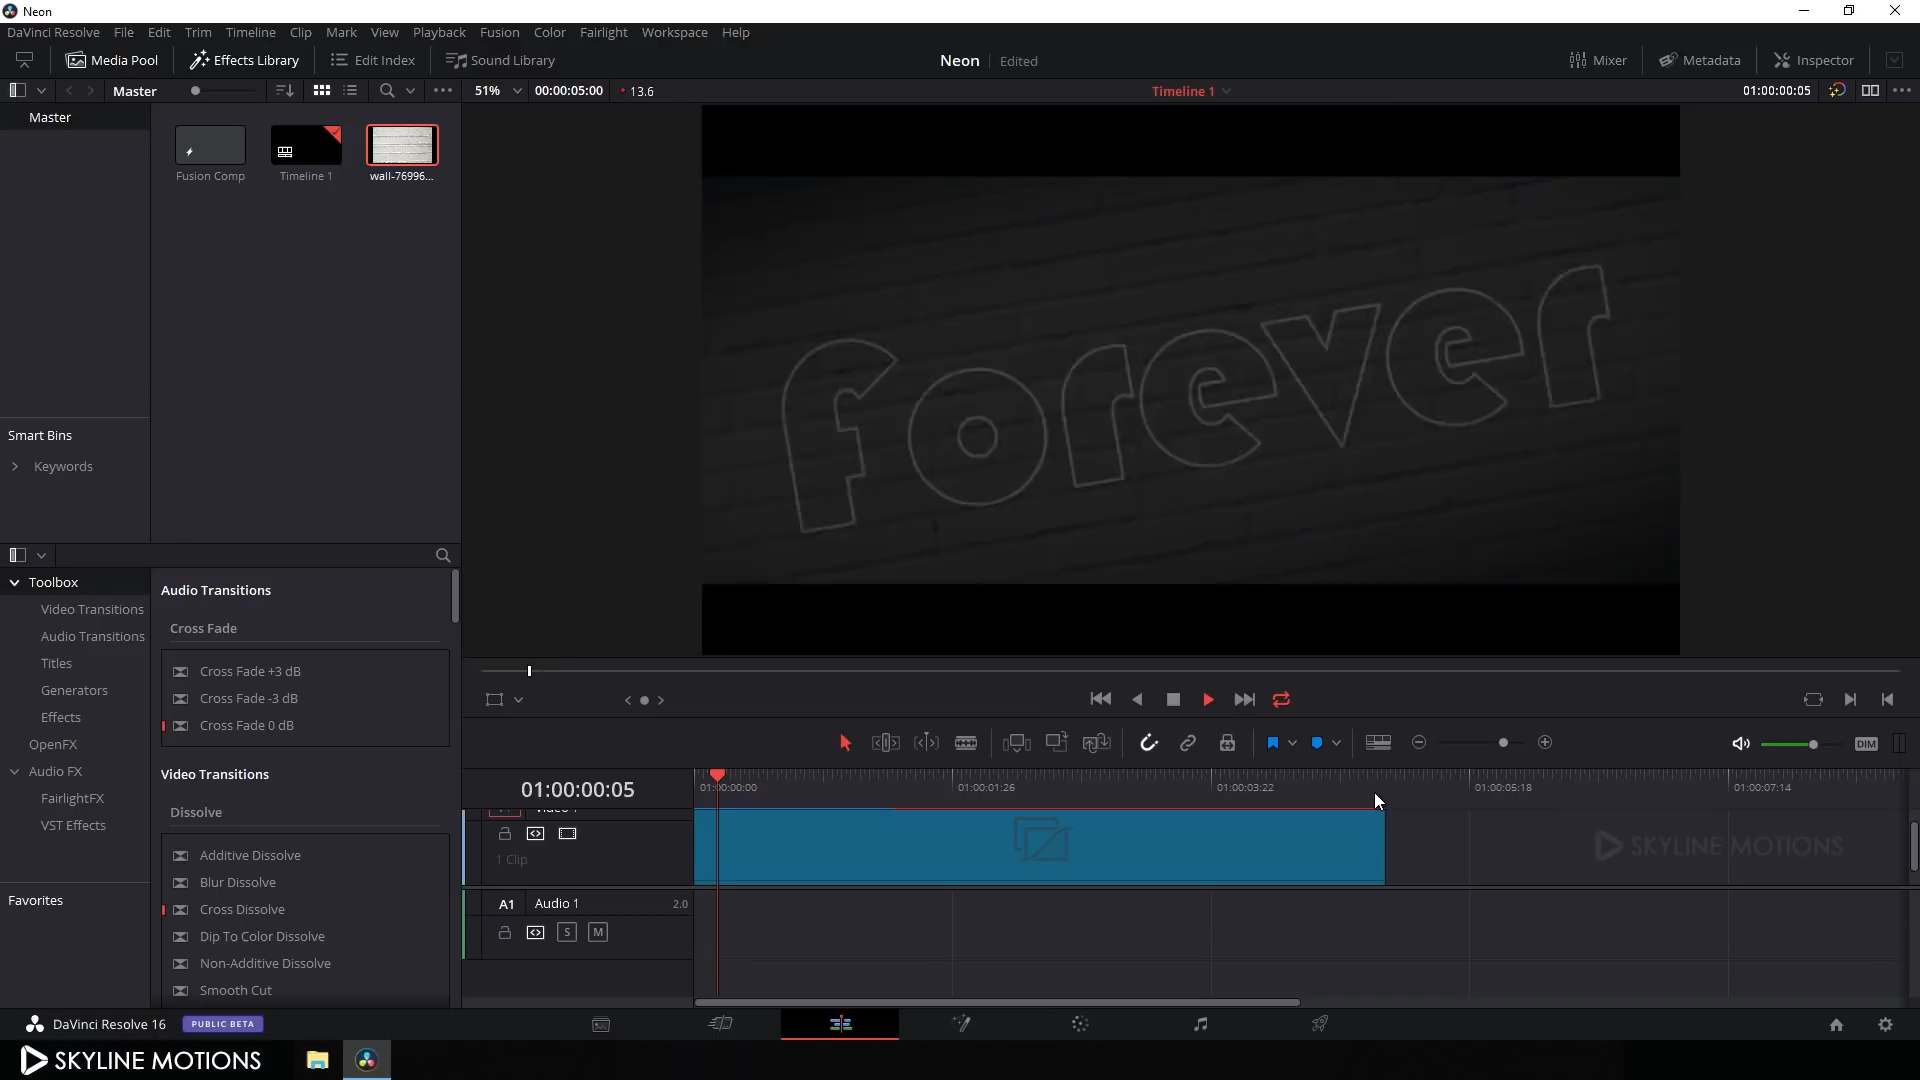 Neon
DaVinci Resolve File Edit Trim Timeline Clip Mark View Playback Fusion Color Fairlight Workspace Help
Media Pool Effects Library Edit Index Sound Library Neon Edited Mixer Metadata Inspector
Master 51% 00:00:05:00 13.6 Timeline 1 01:00:00:05
Master
Fusion Comp Timeline 1 wall-76996...
forever
Smart Bins
Keywords
Toolbox
Video Transitions
Audio Transitions
Titles
Generators
Effects
OpenFX
Audio FX
FairlightFX
VST Effects
Favorites
Audio Transitions
Cross Fade
Cross Fade +3 dB
Cross Fade -3 dB
Cross Fade 0 dB
Video Transitions
Dissolve
Additive Dissolve
Blur Dissolve
Cross Dissolve
Dip To Color Dissolve
Non-Additive Dissolve
Smooth Cut
DIM
01:00:00:05 01:00:00:00 01:00:01:26 01:00:03:22 01:00:05:18 01:00:07:14
1 Clip
SKYLINE MOTIONS
A1 Audio 1 2.0
S M
DaVinci Resolve 16 PUBLIC BETA
SKYLINE MOTIONS